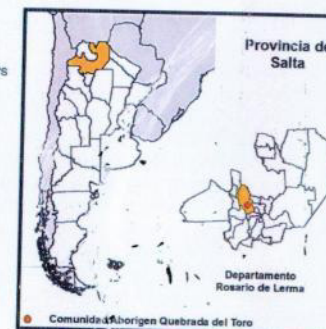 Provincia de
Salta
Departamento
Rosario de Lerma
Comunidad Aborigen Quebrada del Toro